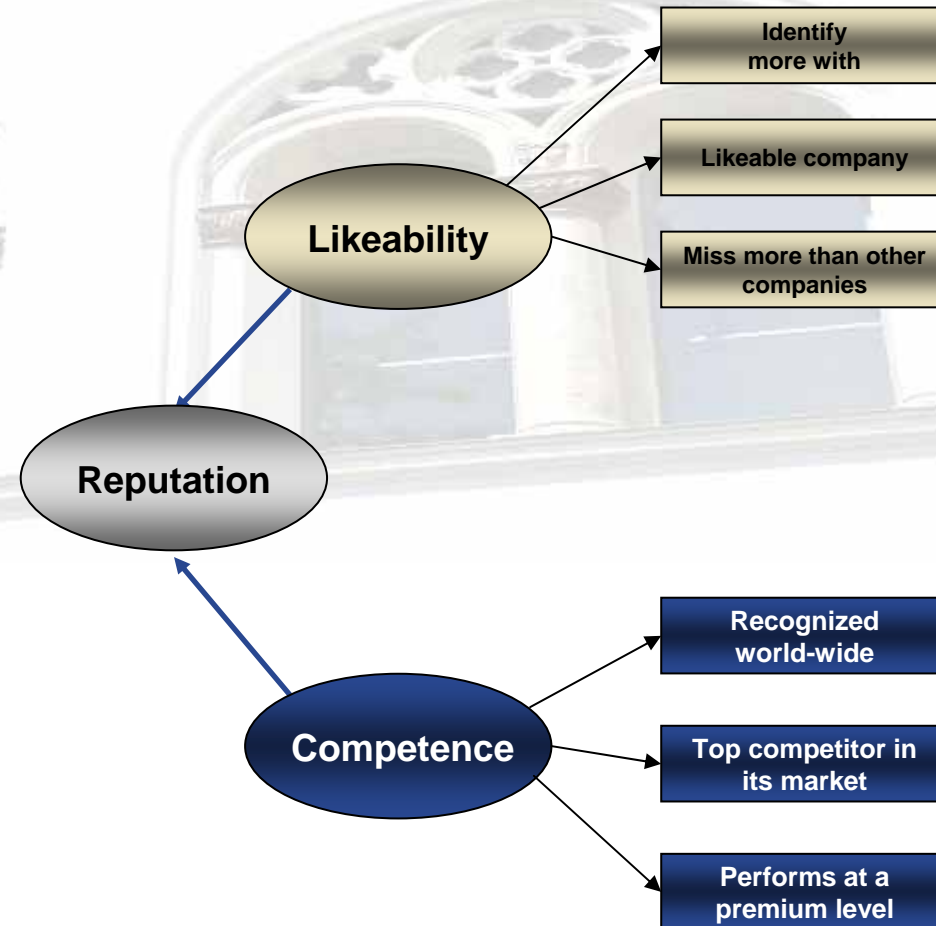 Identify
more with
Likeable company
Likeability
Miss more than other
companies
Reputation
Recognized
world-wide
Competence
Top competitor in
its market
Performs at a
premium level